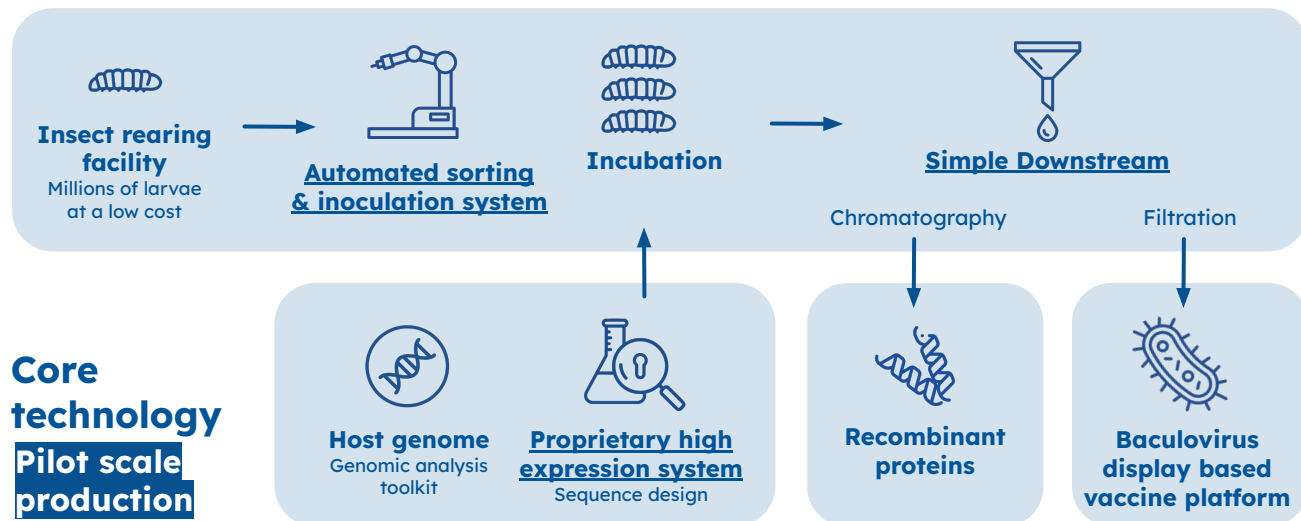 Insect rearing
facility
Millions of larvae
at a low cost
Automated sorting
& inoculation system
Incubation
Simple Downstream
Chromatography
Filtration
Core
technology
Pilot scale
production
Host genome
Genomic analysis
toolkit
Proprietary high
expression system
Sequence design
Recombinant
proteins
Baculovirus
display based
vaccine platform